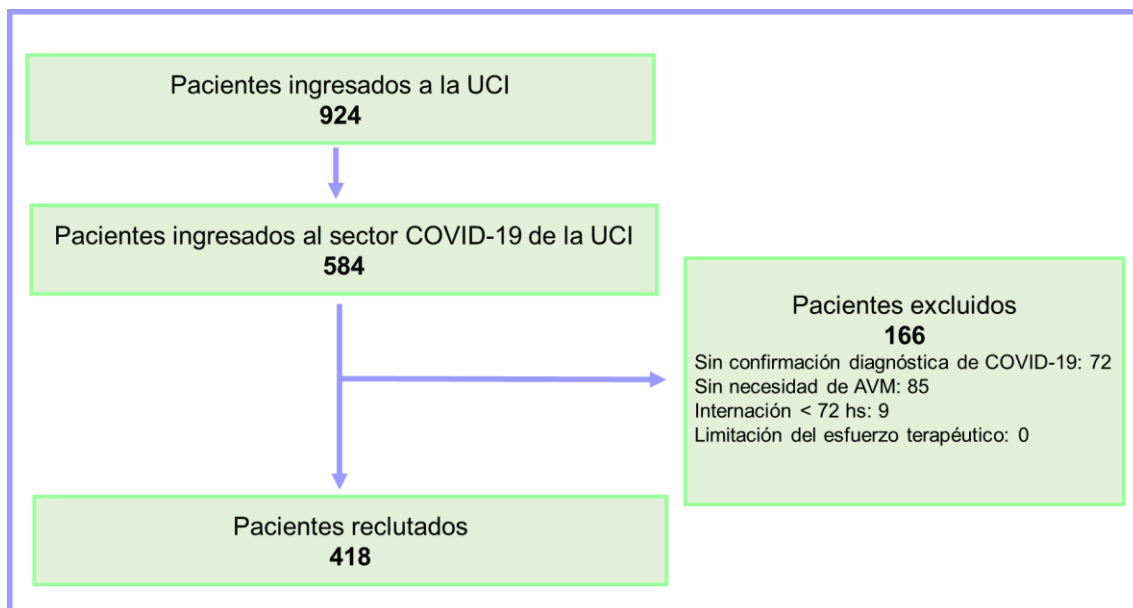 Pacientes ingresados a la UCI
924
Pacientes ingresados al sector COVID-19 de la UCI
584
Pacientes excluidos
166
Sin confirmación diagnóstica de COVID-19: 72
Sin necesidad de AVM: 85
Internación < 72 hs: 9
Limitación del esfuerzo terapéutico: 0
Pacientes reclutados
418